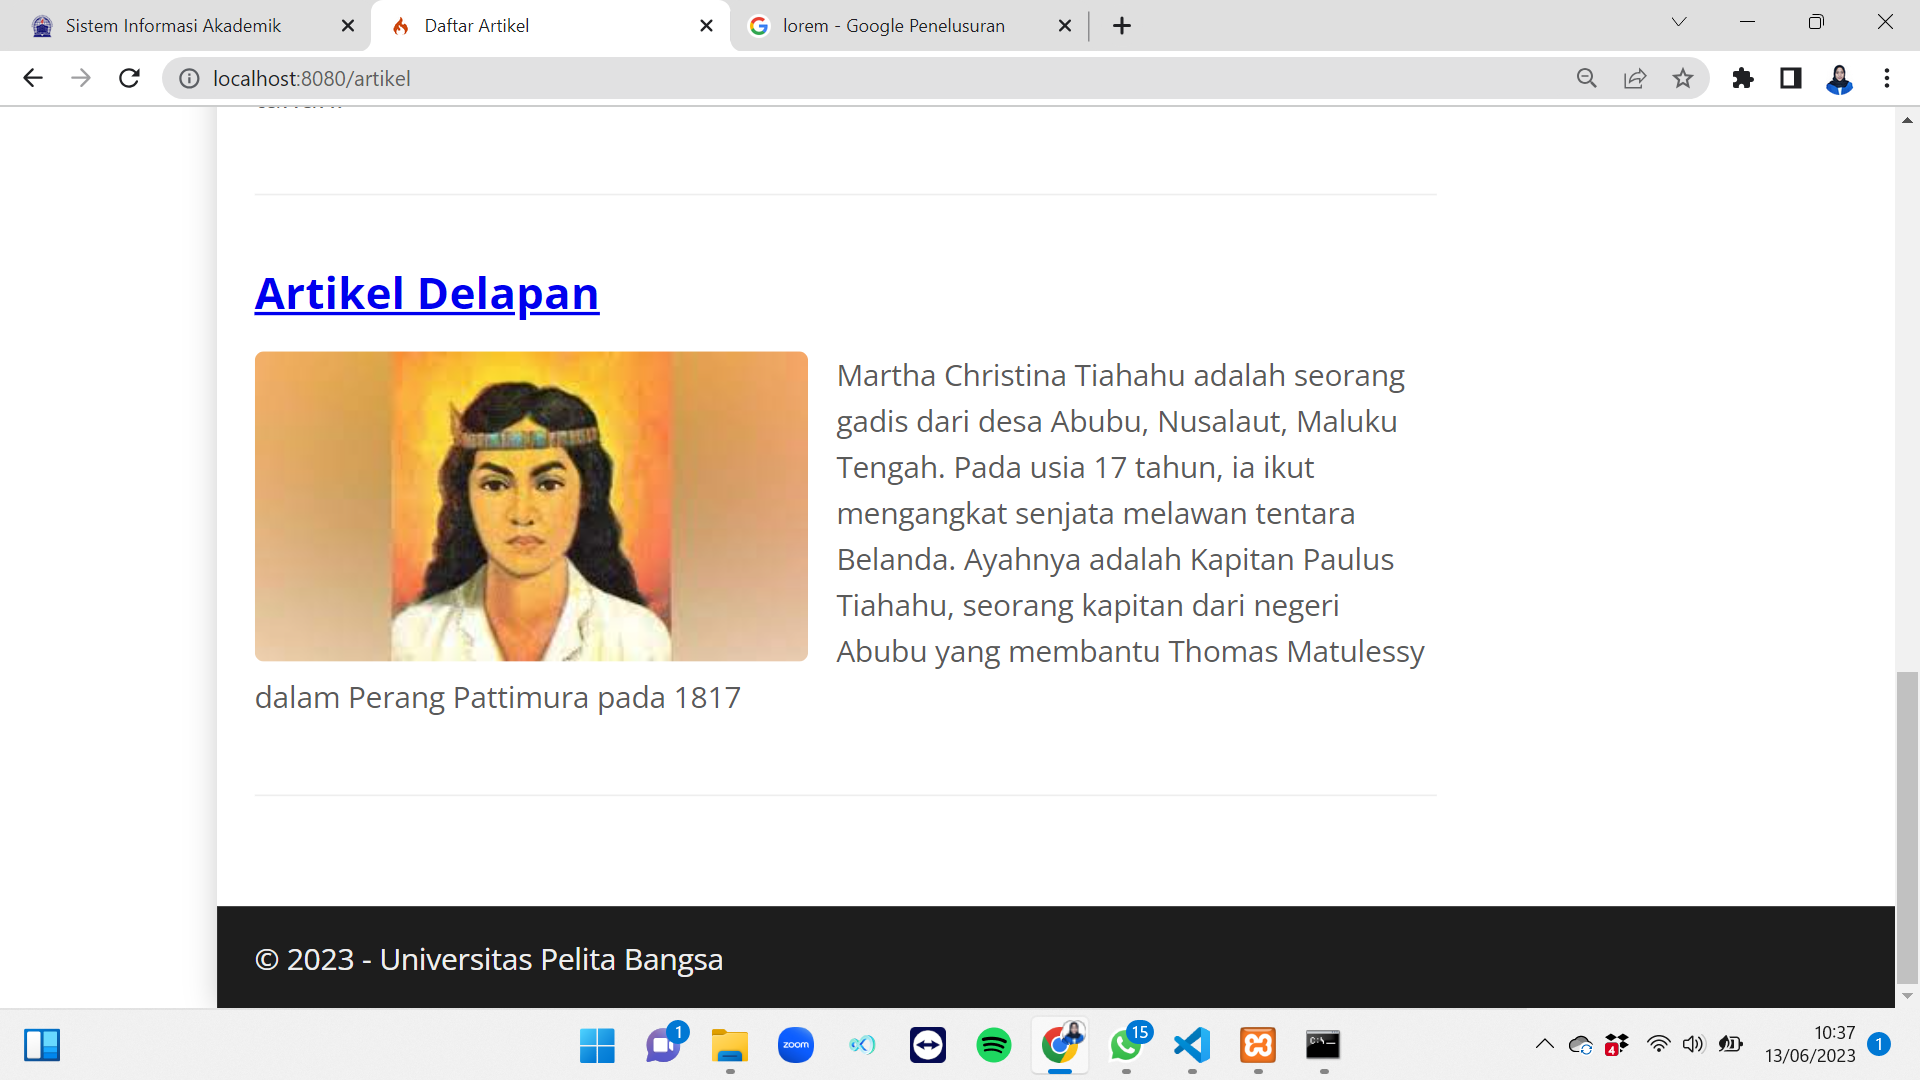 Sistem Informasi Akademik
Daftar Artikel
lorem - Google Penelusuran
localhost:8080/artikel
Artikel Delapan
Martha Christina Tiahahu adalah seorang
gadis dari desa Abubu, Nusalaut, Maluku
Tengah. Pada usia 17 tahun, ia ikut
mengangkat senjata melawan tentara
Belanda. Ayahnya adalah Kapitan Paulus
Tiahahu, seorang kapitan dari negeri
Abubu yang membantu Thomas Matulessy
dalam Perang Pattimura pada 1817
© 2023 - Universitas Pelita Bangsa
1
zoom
15
4
10:37
13/06/2023
1